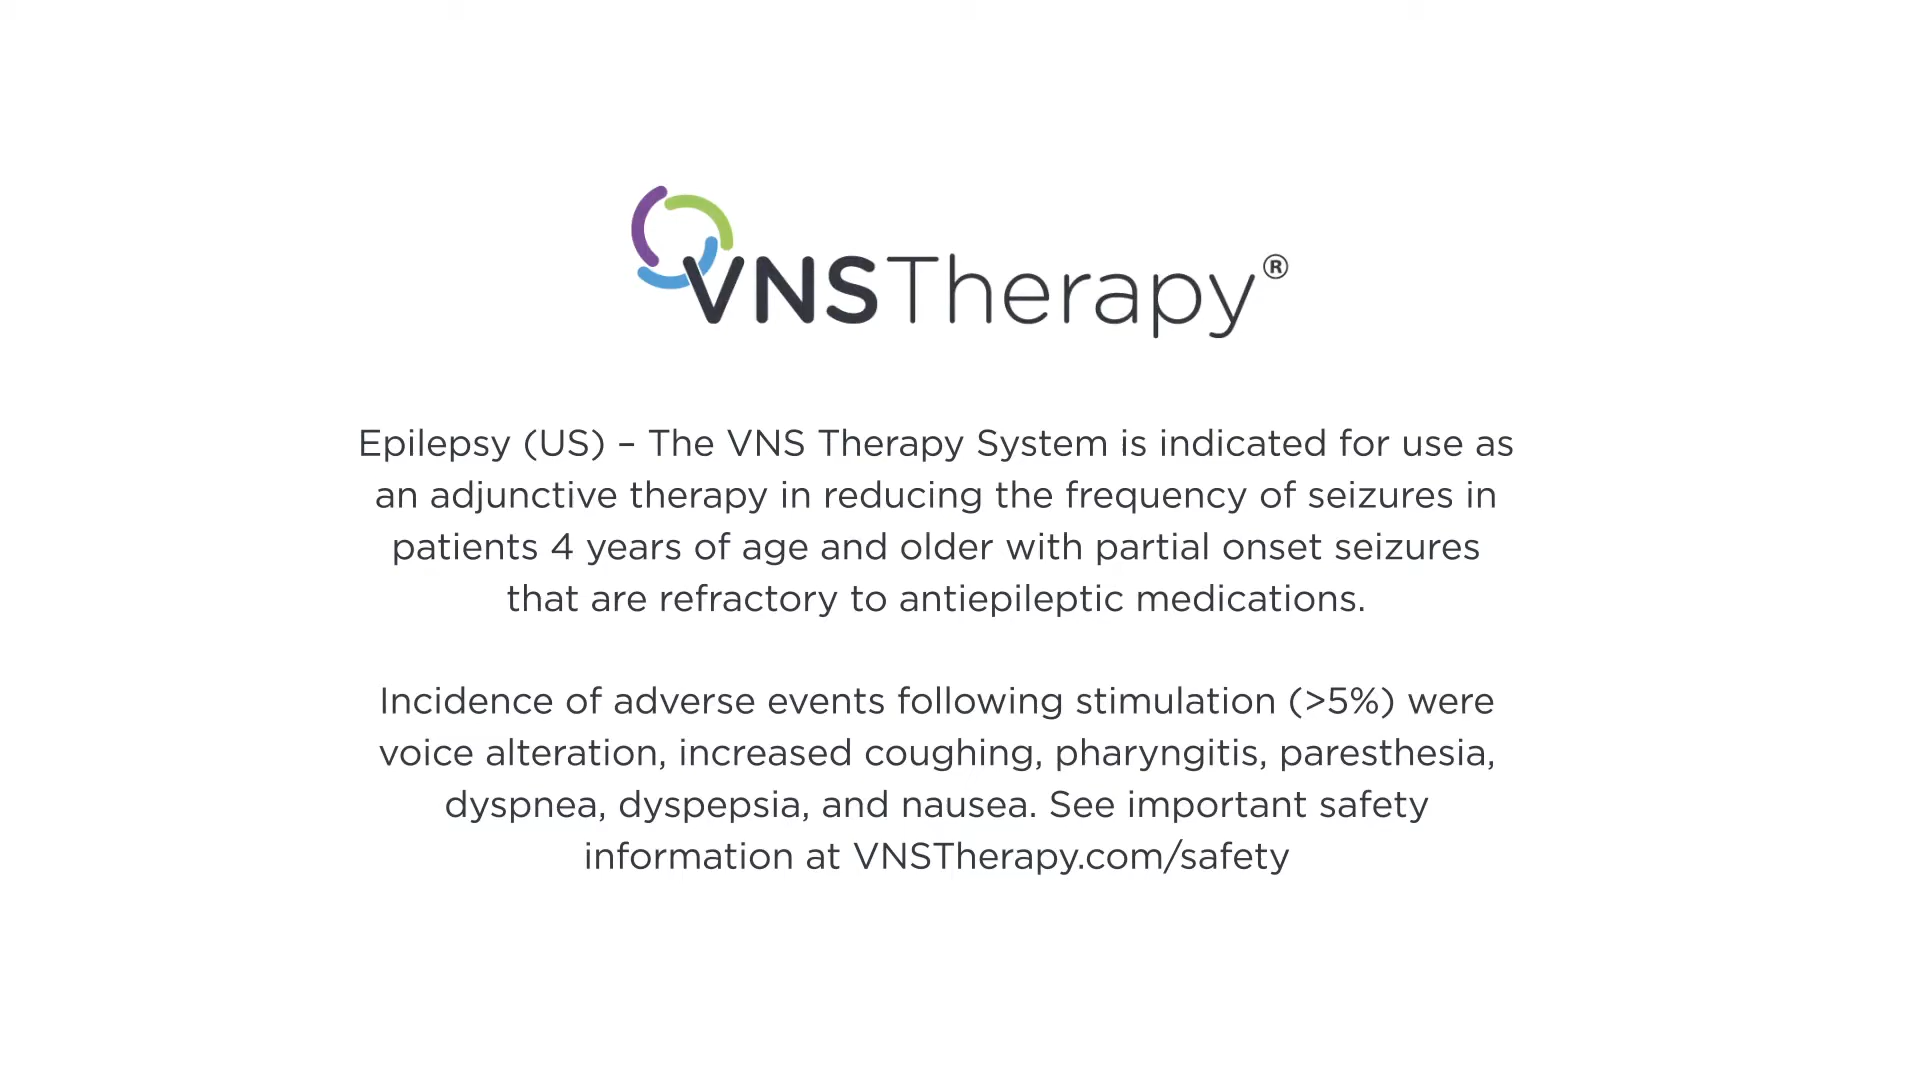 VNSTherapy®
Epilepsy (US) – The VNS Therapy System is indicated for use as
an adjunctive therapy in reducing the frequency of seizures in
patients 4 years of age and older with partial onset seizures
that are refractory to antiepileptic medications.
Incidence of adverse events following stimulation (>5%) were
voice alteration, increased coughing, pharyngitis, paresthesia,
dyspnea, dyspepsia, and nausea. See important safety
information at VNSTherapy.com/safety